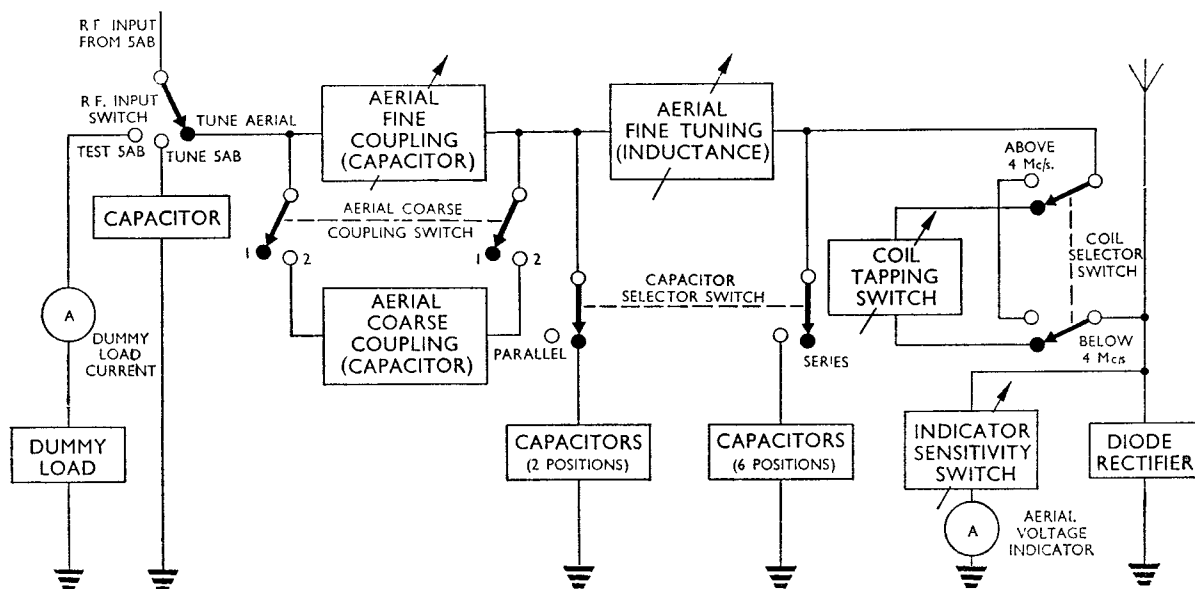 R F INPUT
FROM 5AB
R F. INPUT
SWITCH
TEST 5AB
TUNE AERIAL
TUNE 5AB
CAPACITOR
A
DUMMY
LOAD
CURRENT
DUMMY
LOAD
AERIAL
FINE
COUPLING
(CAPACITOR)
AERIAL COARSE
COUPLING SWITCH
1
2
1
2
AERIAL
COARSE
COUPLING
(CAPACITOR)
AERIAL
FINE TUNING
(INDUCTANCE)
CAPACITOR
SELECTOR SWITCH
PARALLEL
SERIES
CAPACITORS
(2 POSITIONS)
CAPACITORS
(6 POSITIONS)
ABOVE
4 Mc/s.
COIL
TAPPING
SWITCH
COIL
SELECTOR
SWITCH
BELOW
4 Mc/s
INDICATOR
SENSITIVITY
SWITCH
A
AERIAL
VOLTAGE
INDICATOR
DIODE
RECTIFIER